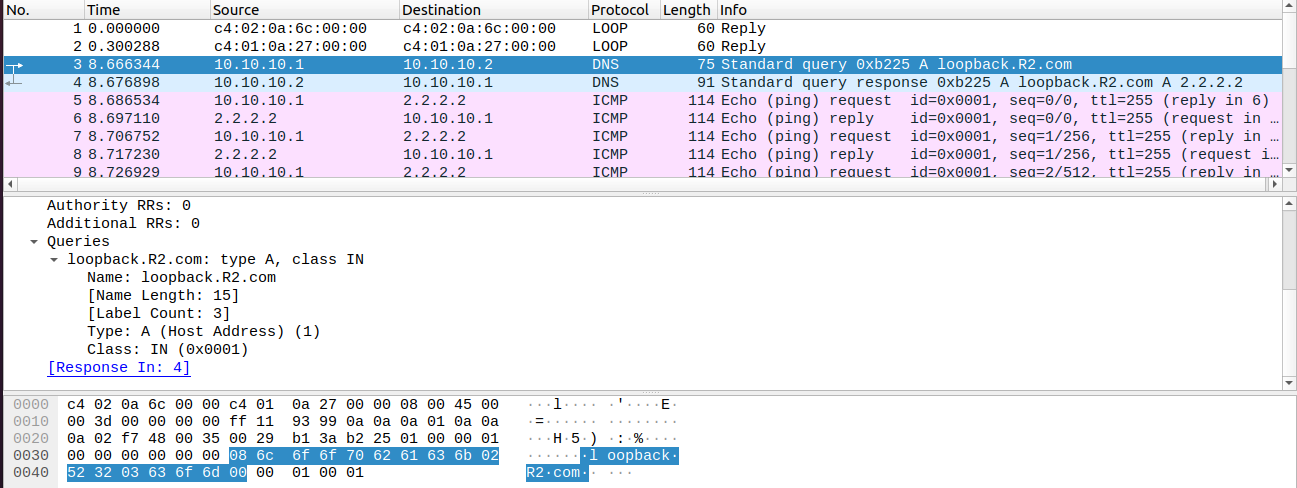 No. Time Source Destination Protocol Length Info
1 0.000000 c4:02:0a:6c:00:00 c4:02:0a:6c:00:00 LOOP 60 Reply
2 0.300288 c4:01:0a:27:00:00 c4:01:0a:27:00:00 LOOP 60 Reply
3 8.666344 10.10.10.1 10.10.10.2 DNS 75 Standard query 0xb225 A loopback.R2.com
4 8.676898 10.10.10.2 10.10.10.1 DNS 91 Standard query response 0xb225 A loopback.R2.com A 2.2.2.2
5 8.686534 10.10.10.1 2.2.2.2 ICMP 114 Echo (ping) request id=0x0001, seq=0/0, ttl=255 (reply in 6)
6 8.697110 2.2.2.2 10.10.10.1 ICMP 114 Echo (ping) reply id=0x0001, seq=0/0, ttl=255 (request in …
7 8.706752 10.10.10.1 2.2.2.2 ICMP 114 Echo (ping) request id=0x0001, seq=1/256, ttl=255 (reply in …
8 8.717230 2.2.2.2 10.10.10.1 ICMP 114 Echo (ping) reply id=0x0001, seq=1/256, ttl=255 (request i…
9 8.726929 10.10.10.1 2.2.2.2 ICMP 114 Echo (ping) request id=0x0001, seq=2/512, ttl=255 (reply in …
Authority RRs: 0
Additional RRs: 0
Queries
loopback.R2.com: type A, class IN
Name: loopback.R2.com
[Name Length: 15]
[Label Count: 3]
Type: A (Host Address) (1)
Class: IN (0x0001)
[Response In: 4]
0000 c4 02 0a 6c 00 00 c4 01 0a 27 00 00 08 00 45 00 ···l···· ·'····E·
0010 00 3d 00 00 00 00 ff 11 93 99 0a 0a 0a 01 0a 0a ·=······ ········
0020 0a 02 f7 48 00 35 00 29 b1 3a b2 25 01 00 00 01 ···H·5·) ·:·%····
0030 00 00 00 00 00 00 08 6c 6f 6f 70 62 61 63 6b 02 ·······l oopback·
0040 52 32 03 63 6f 6d 00 00 01 00 01 R2·com·· ···